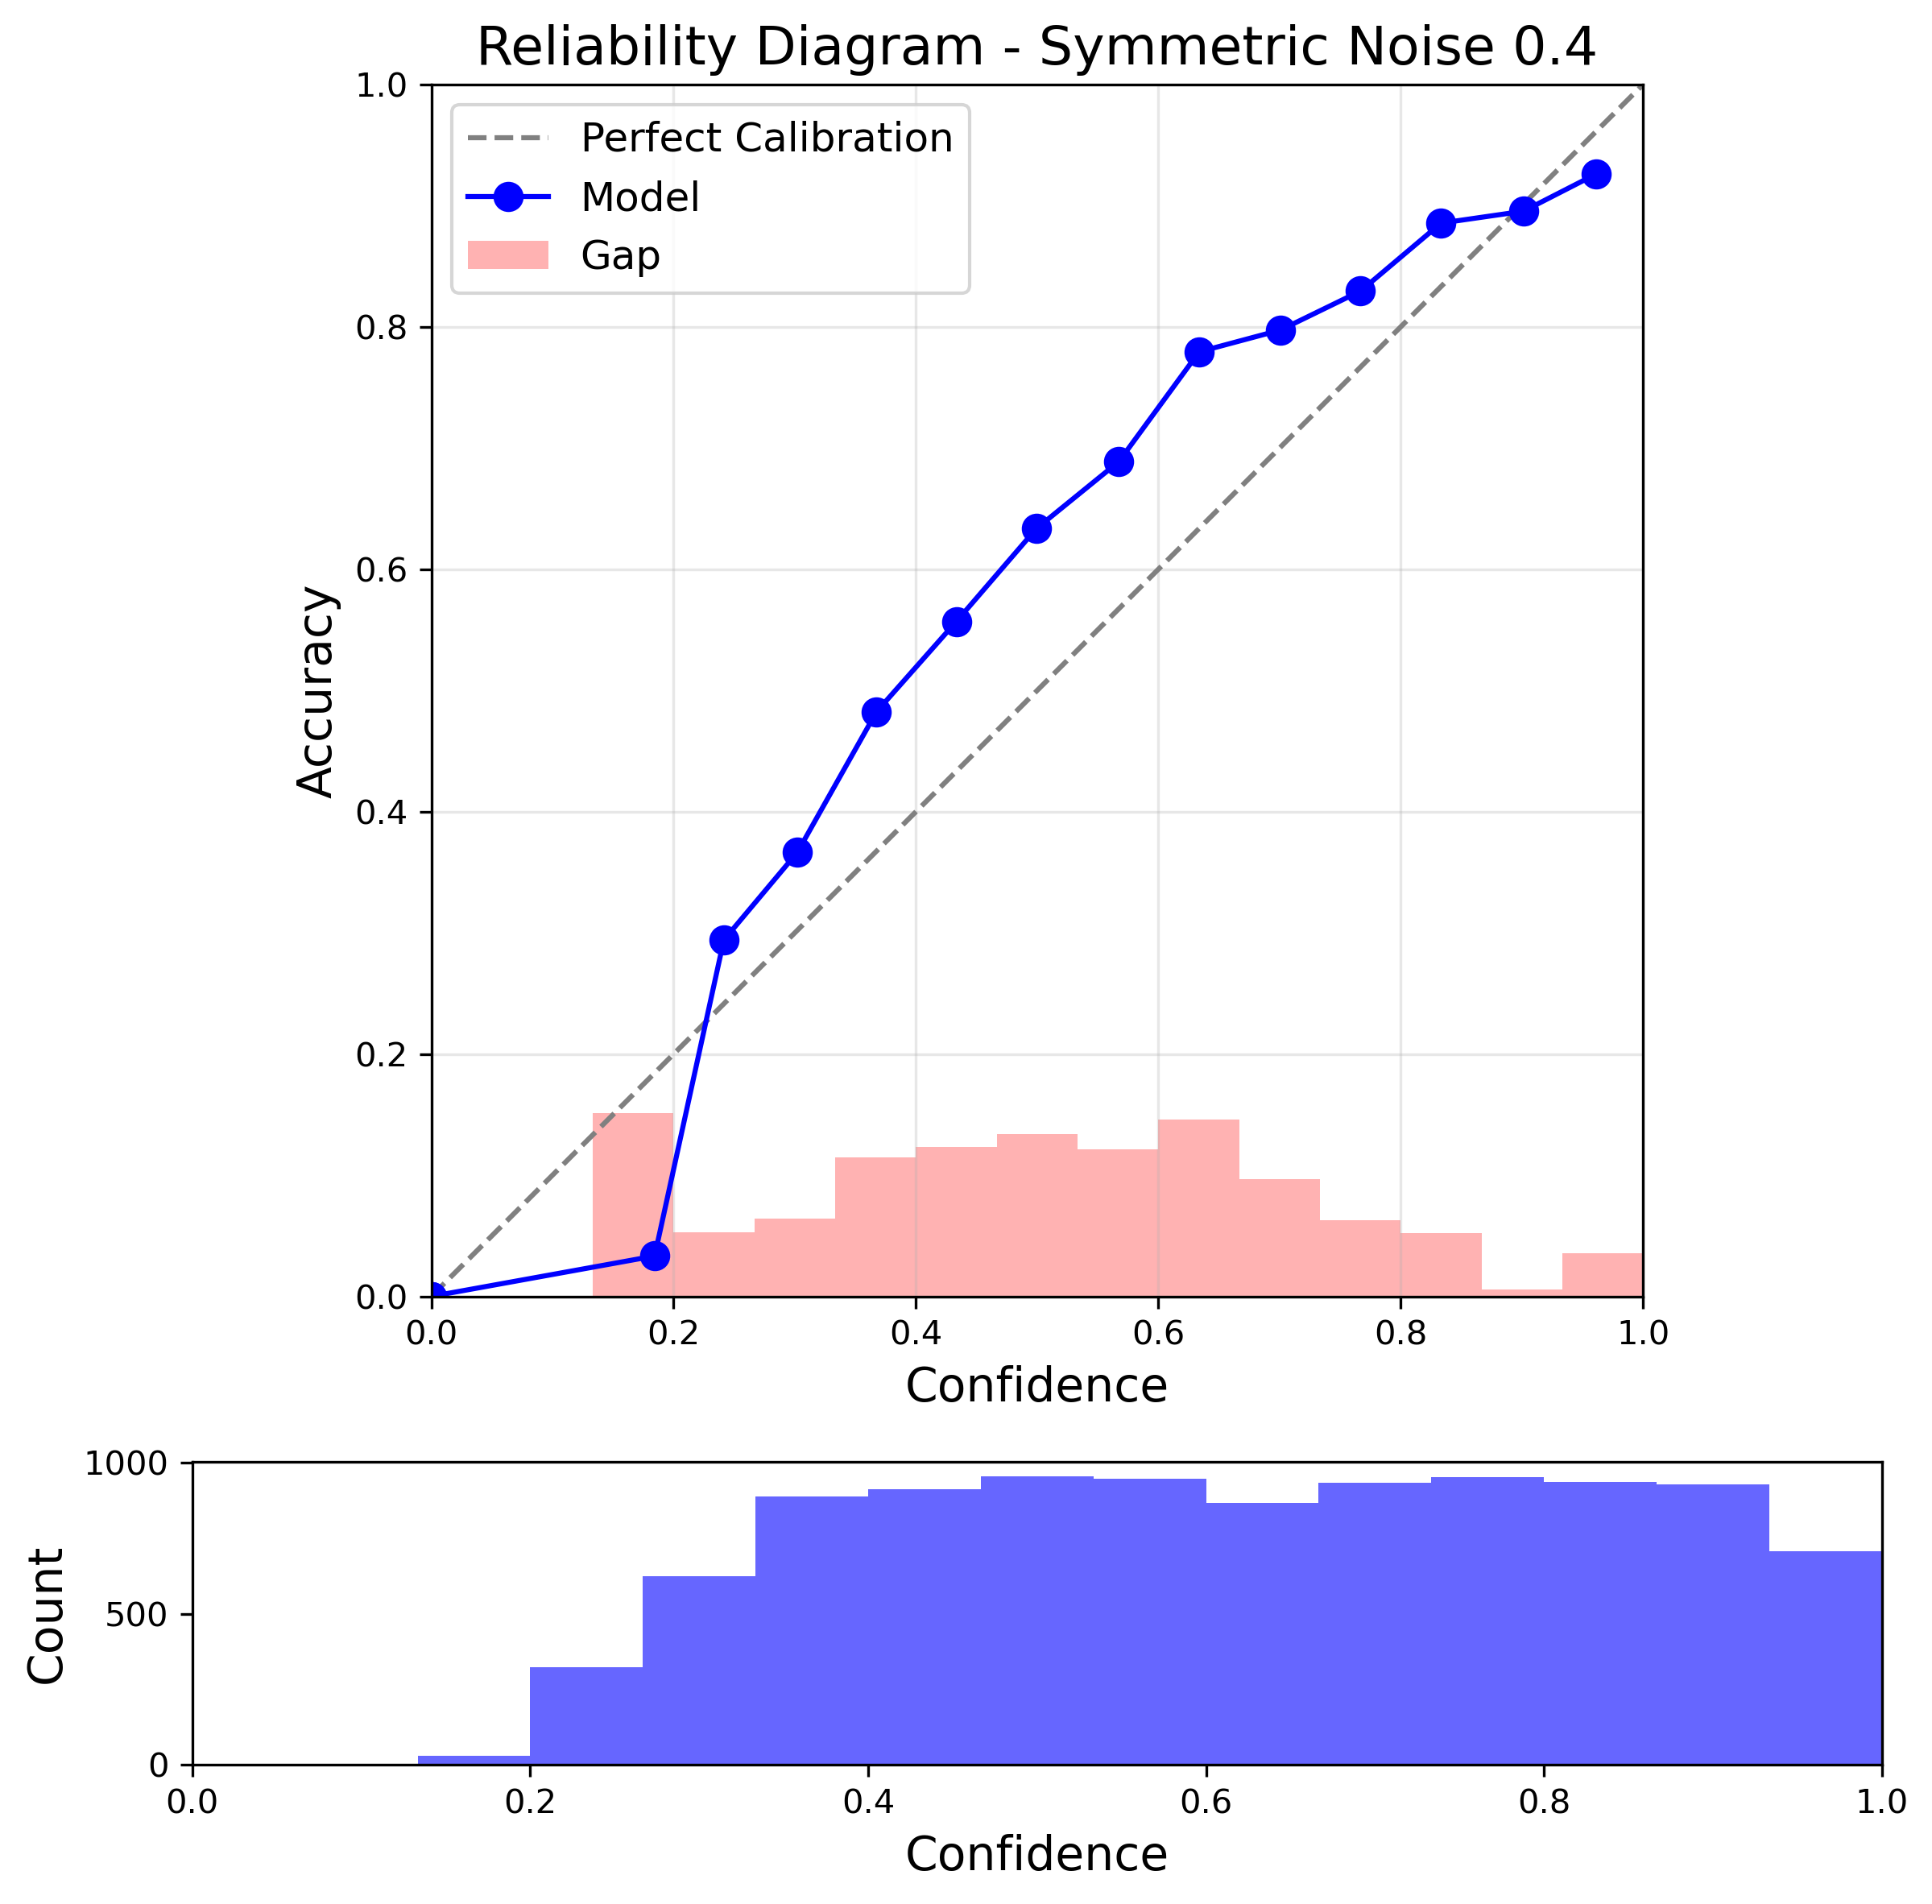 Reliability Diagram - Symmetric Noise 0.4
1.0
0.8
0.6
0.4
0.2
0.0
Accuracy
Perfect Calibration
Model
Gap
0.0 0.2 0.4 0.6 0.8 1.0
Confidence
1000
500
0
Count
0.0 0.2 0.4 0.6 0.8 1.0
Confidence